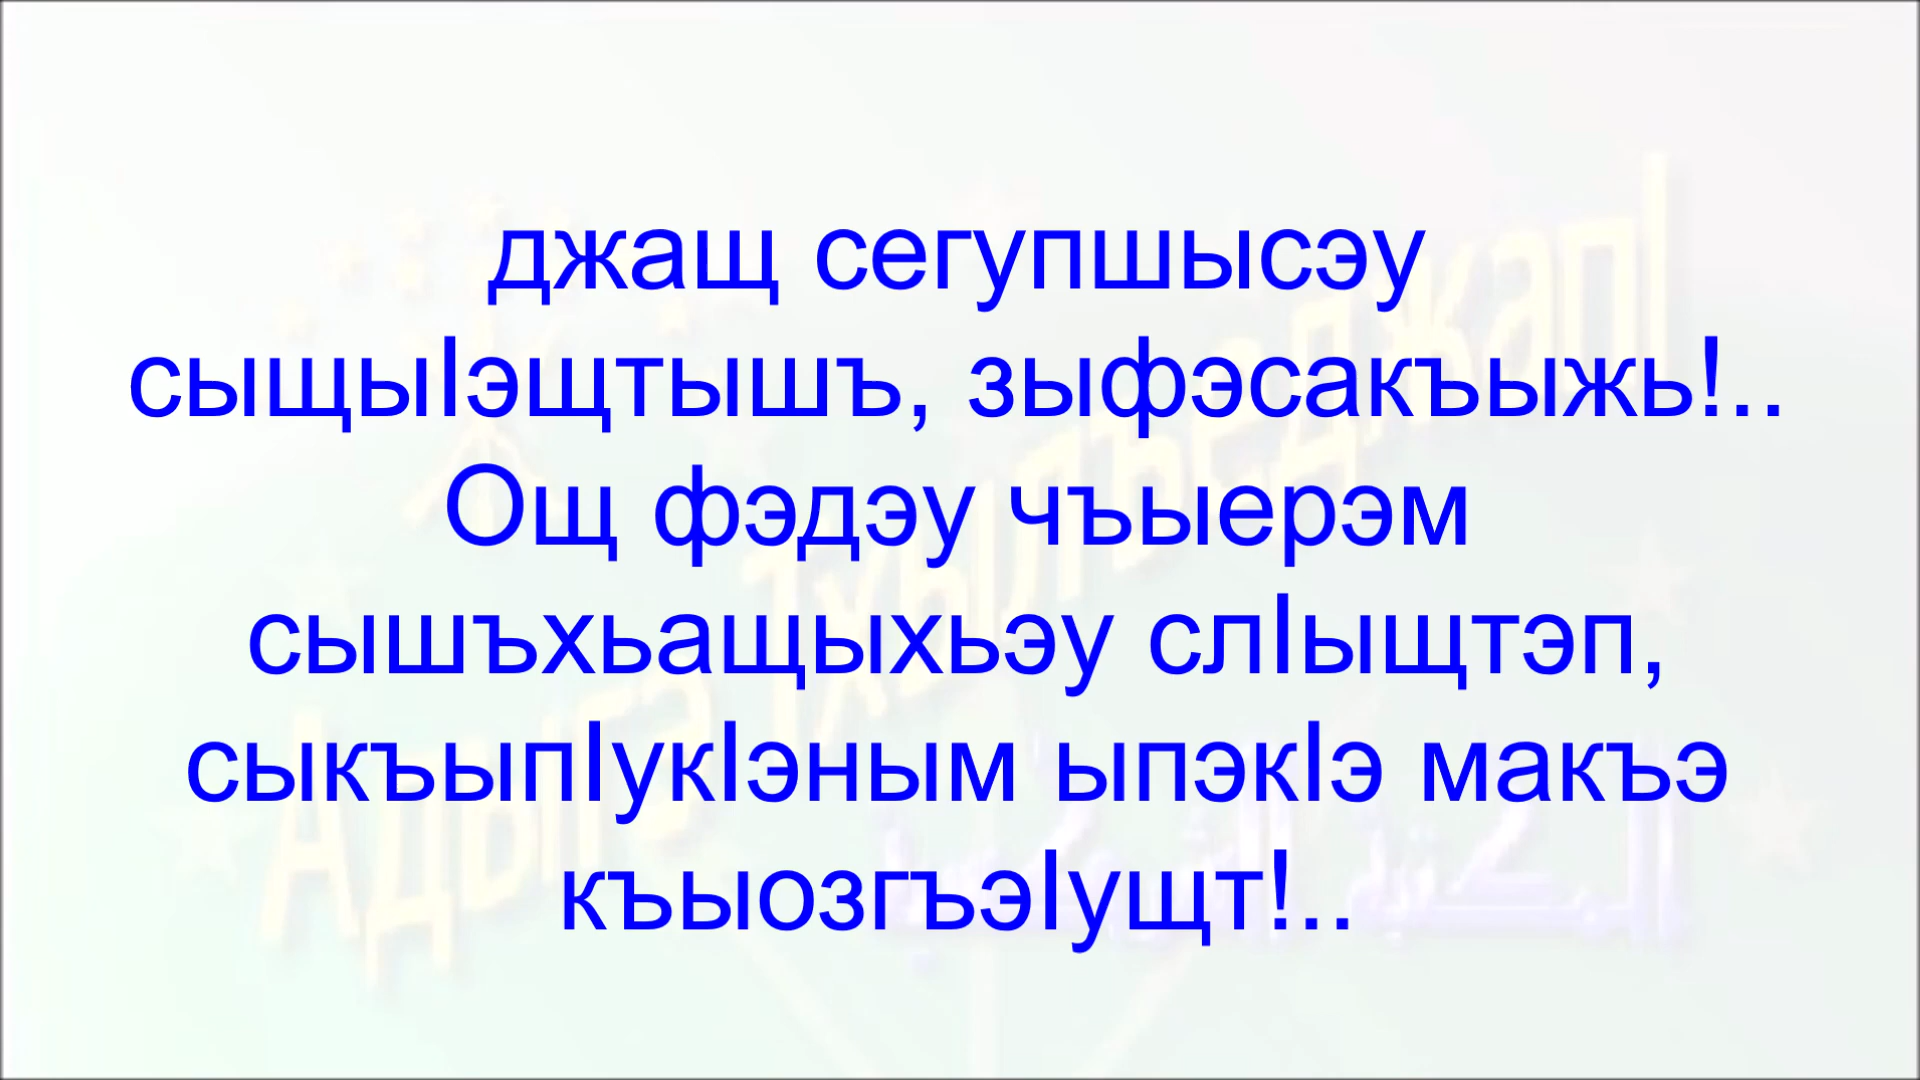 джащ сегупшысэу
сыщыӏэщтышъ, зыфэсакъыжь!..
Ощ фэдэу чъыерэм
сышъхьащыхьэу слӏыщтэп,
сыкъыпӏукӏэным ыпэкӏэ макъэ
къыозгъэӏущт!..